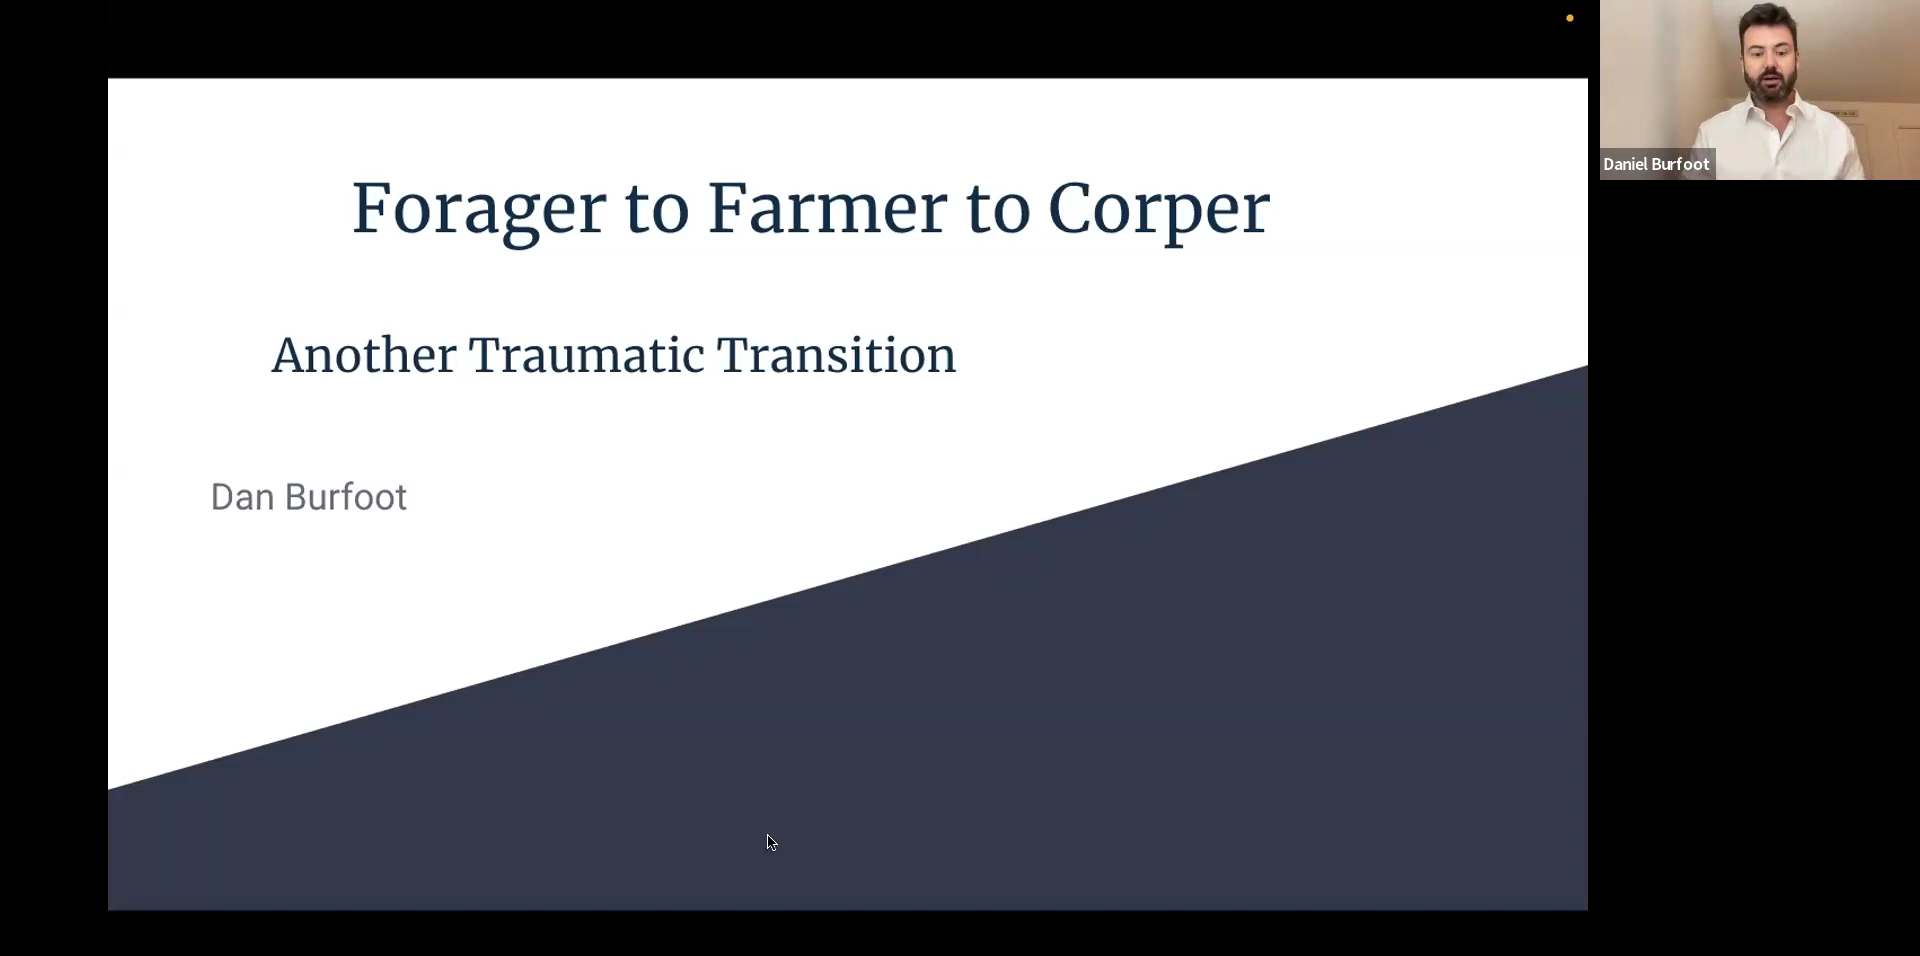 Forager to Farmer to Corper
Another Traumatic Transition
Dan Burfoot
Daniel Burfoot